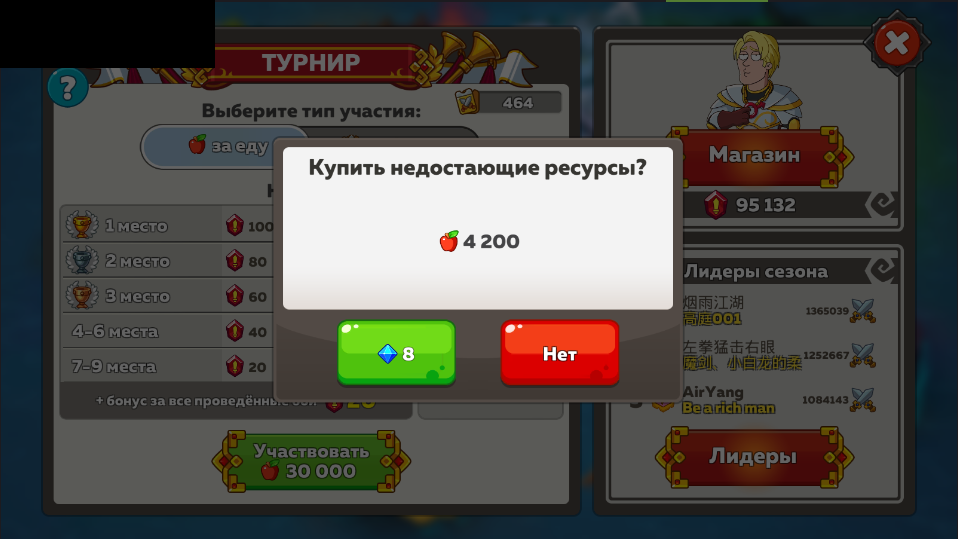 ТУРНИР
?
Выберите тип участия:
464
за еду
1 место
100
2 место
80
3 место
60
4-6 места
40
7-9 места
20
+ бонус за все проведённые бои
Участвовать
30 000
Купить недостающие ресурсы?
4 200
8
Нет
Магазин
95 132
Лидеры сезона
烟雨江湖
高庭001
1365039
左拳猛击右眼
魔剑、小白龙的柔
1252667
AirYang
Be a rich man
1084143
Лидеры